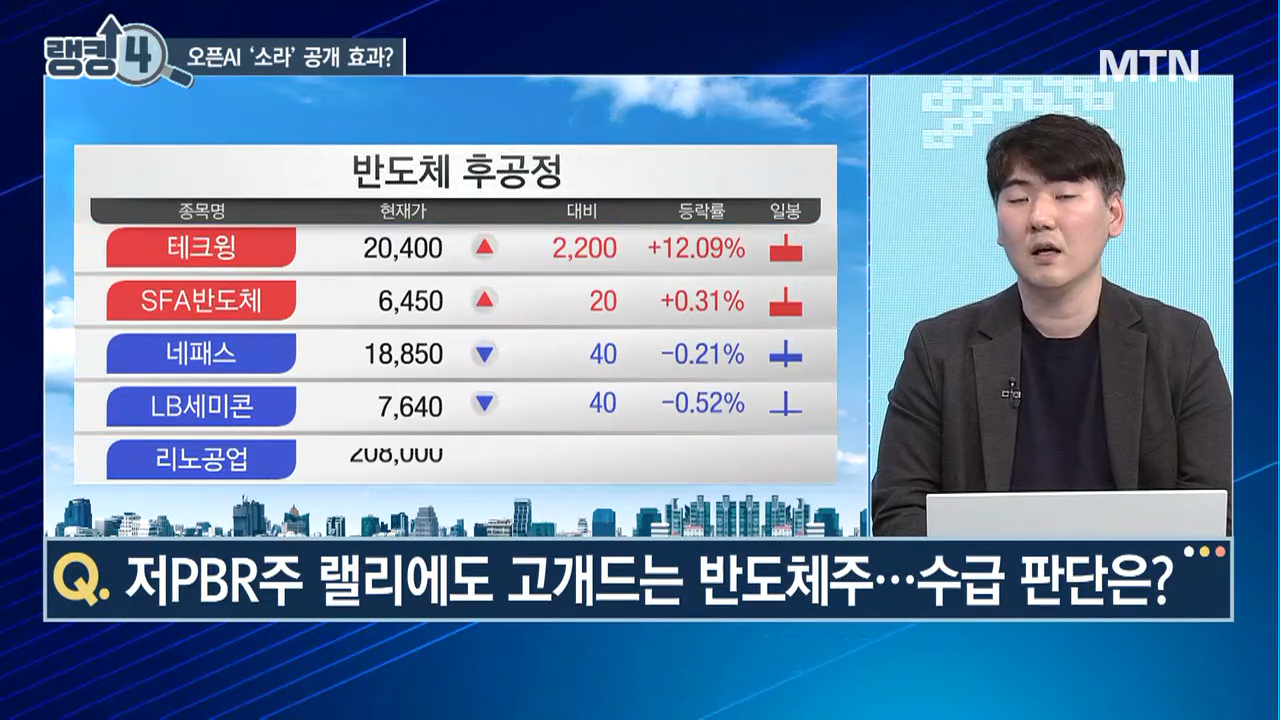 랭킹4 오픈AI '소라' 공개 효과?
MTN
반도체 후공정
종목명 현재가 대비 등락률 일봉
테크윙 20,400 ▲ 2,200 +12.09%
SFA반도체 6,450 ▲ 20 +0.31%
네패스 18,850 ▼ 40 -0.21%
LB세미콘 7,640 ▼ 40 -0.52%
리노공업 208,000
Q. 저PBR주 랠리에도 고개드는 반도체주…수급 판단은?